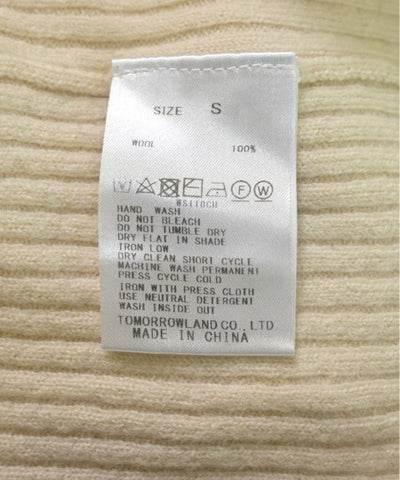 SIZE S
WOOL 100%
F W
WS110CU
HAND WASH
DO NOT BLEACH
DO NOT TUMBLE DRY
DRY FLAT IN SHADE
IRON LOW
DRY CLEAN SHORT CYCLE
MACHINE WASH PERMANENT
PRESS CYCLE COLD
IRON WITH PRESS CLOTH
USE NEUTRAL DETERGENT
WASH INSIDE OUT
TOMORROWLAND CO., LTD
MADE IN CHINA